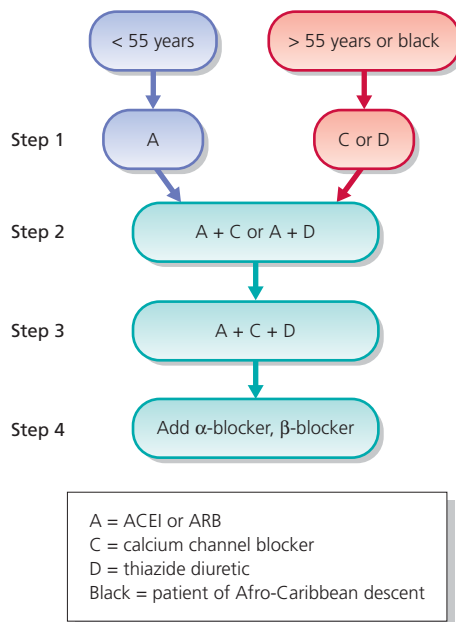 < 55 years
> 55 years or black
Step 1
A
C or D
Step 2
A + C or A + D
Step 3
A + C + D
Step 4
Add α-blocker, β-blocker
A = ACEI or ARB
C = calcium channel blocker
D = thiazide diuretic
Black = patient of Afro-Caribbean descent